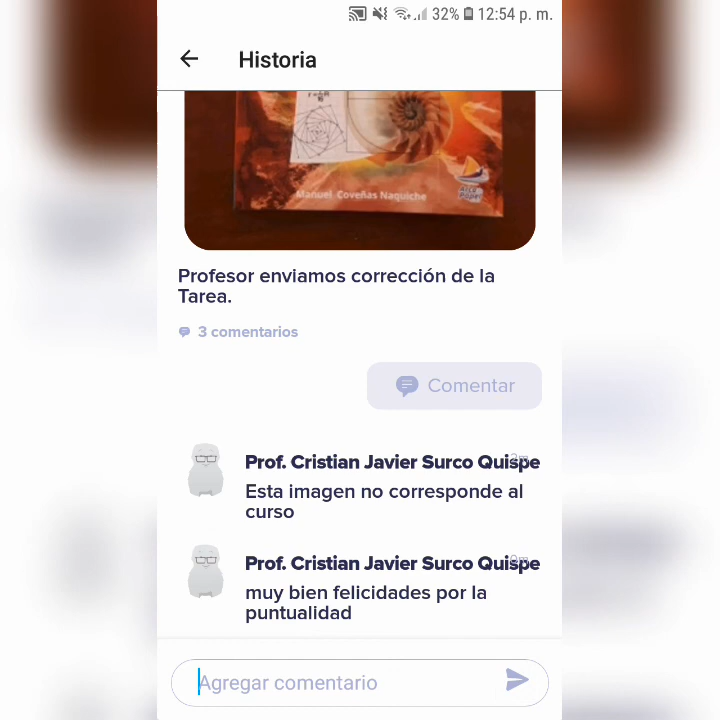 32% 12:54 p. m.
Historia
Manuel Coveñas Naquiche
Profesor enviamos corrección de la
Tarea.
3 comentarios
Comentar
Prof. Cristian Javier Surco Quispe
Esta imagen no corresponde al
curso
Prof. Cristian Javier Surco Quispe
muy bien felicidades por la
puntualidad
Agregar comentario